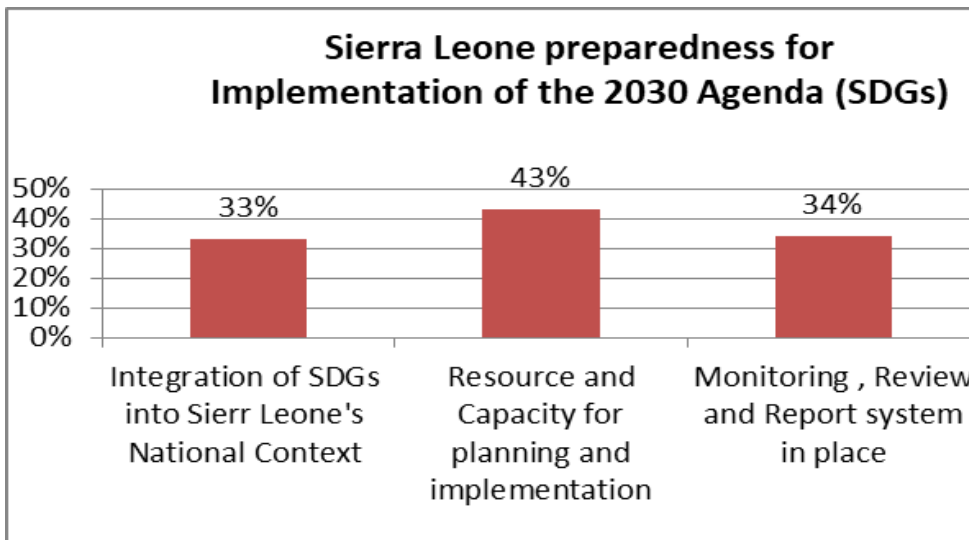 Sierra Leone preparedness for
Implementation of the 2030 Agenda (SDGs)
50%
40%
30%
20%
10%
0%
33%
43%
34%
Integration of SDGs
into Sierr Leone's
National Context
Resource and
Capacity for
planning and
implementation
Monitoring , Review
and Report system
in place